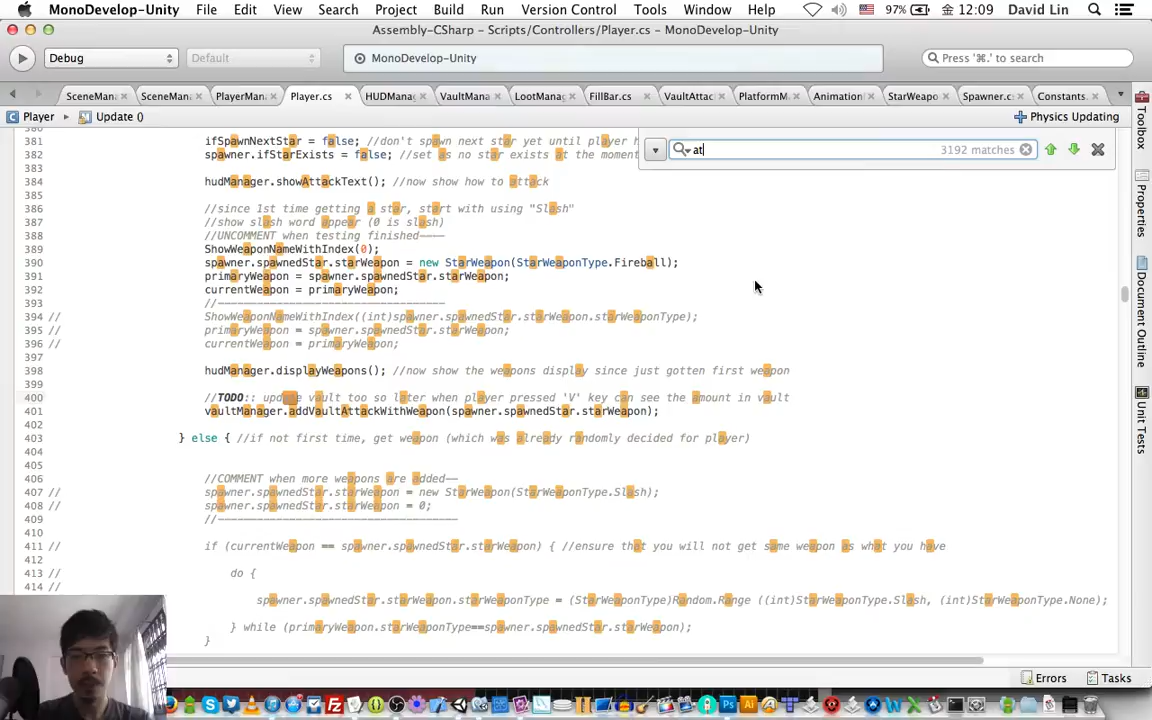 MonoDevelop-Unity File Edit View Search Project Build Run Version Control Tools Window Help 97% 12:09 David Lin
Assembly-CSharp - Scripts/Controllers/Player.cs - MonoDevelop-Unity
Debug Default MonoDevelop-Unity Press '⌘.' to search
SceneMan SceneMan PlayerMan Player.cs HUDManag VaultMana LootManag FillBar.cs VaultAttac PlatformM Animation StarWeapo Spawner.c Constants.
Player Update () Physics Updating
at 3192 matches
380
381 ifSpawnNextStar = false; //don't spawn next star yet until player h
382 spawner.ifStarExists = false; //set as no star exists at the moment
383
384 hudManager.showAttackText(); //now show how to attack
385
386 //since 1st time getting a star, start with using "Slash"
387 //show slash word appear (0 is slash)
388 //UNCOMMENT when testing finished----
389 ShowWeaponNameWithIndex(0);
390 spawner.spawnedStar.starWeapon = new StarWeapon(StarWeaponType.Fireball);
391 primaryWeapon = spawner.spawnedStar.starWeapon;
392 currentWeapon = primaryWeapon;
393 //---------------------------------
394 // ShowWeaponNameWithIndex((int)spawner.spawnedStar.starWeapon.starWeaponType);
395 // primaryWeapon = spawner.spawnedStar.starWeapon;
396 // currentWeapon = primaryWeapon;
397
398 hudManager.displayWeapons(); //now show the weapons display since just gotten first weapon
399
400 //TODO:: update vault too so later when player pressed 'V' key can see the amount in vault
401 vaultManager.addVaultAttackWithWeapon(spawner.spawnedStar.starWeapon);
402
403 } else { //if not first time, get weapon (which was already randomly decided for player)
404
405
406 //COMMENT when more weapons are added--
407 // spawner.spawnedStar.starWeapon = new StarWeapon(StarWeaponType.Slash);
408 // spawner.spawnedStar.starWeapon = 0;
409 //-----------------------------------
410
411 // if (currentWeapon == spawner.spawnedStar.starWeapon) { //ensure that you will not get same weapon as what you have
412
413 // do {
414 //
spawner.spawnedStar.starWeapon.starWeaponType = (StarWeaponType)Random.Range ((int)StarWeaponType.Slash, (int)StarWeaponType.None);
} while (primaryWeapon.starWeaponType==spawner.spawnedStar.starWeapon);
}
Toolbox
Properties
Document Outline
Unit Tests
Errors Tasks